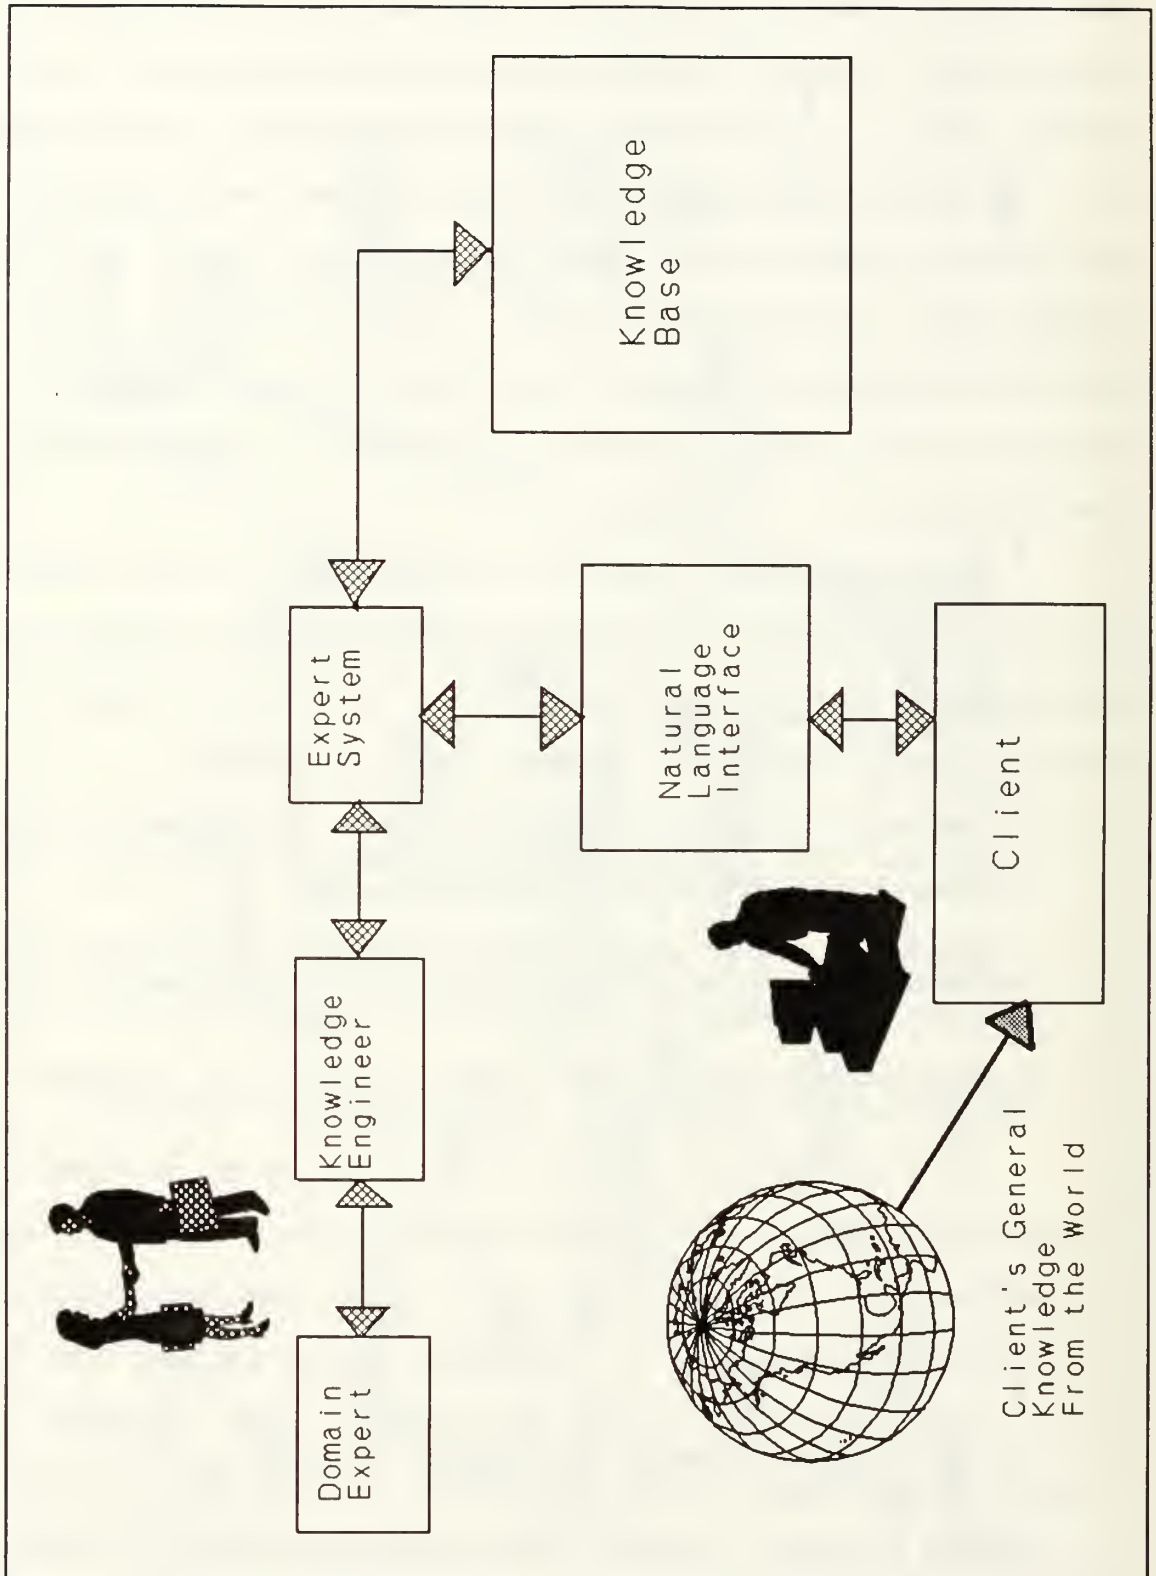 Domain
Expert
Knowledge
Engineer
Expert
System
Knowledge
Base
Natural
Language
Interface
Client
Client's General
Knowledge
From the World